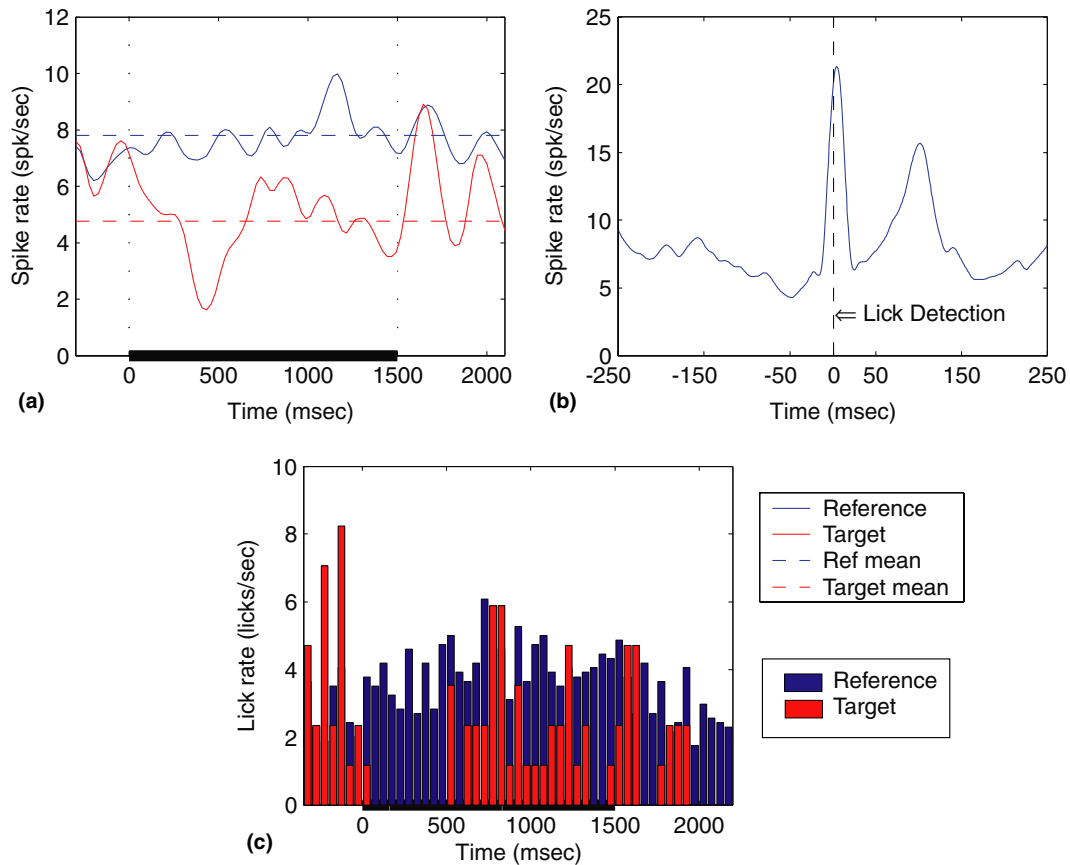 12
10
8
6
4
2
0
Spike rate (spk/sec)
0
500
1000
1500
2000
Time (msec)
(a)
25
20
15
10
5
0
Spike rate (spk/sec)
⇐ Lick Detection
-250
-150
-50
0
50
150
250
Time (msec)
(b)
10
8
6
4
2
0
Lick rate (licks/sec)
0
500
1000
1500
2000
Time (msec)
(c)
Reference
Target
Ref mean
Target mean
Reference
Target